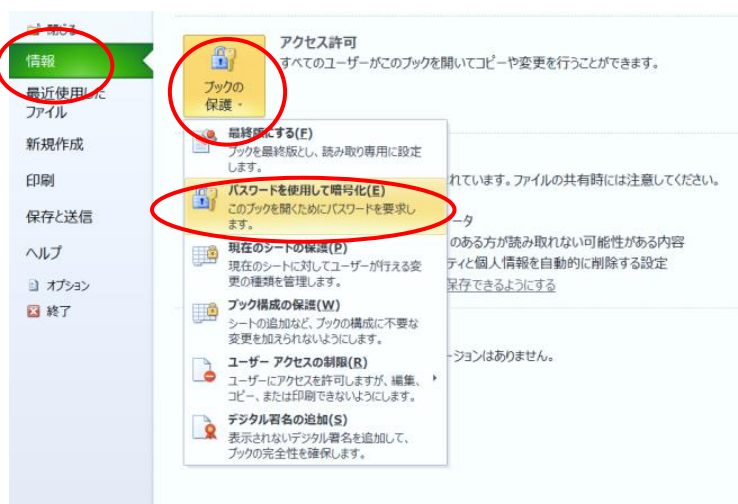 閉じる
情報
最近使用した
ファイル
新規作成
印刷
保存と送信
ヘルプ
オプション
終了
ブックの
保護
アクセス許可
すべてのユーザーがこのブックを開いてコピーや変更を行うことができます。
最終版にする(F)
ブックを最終版とし、読み取り専用に設定
します。
パスワードを使用して暗号化(E)
このブックを開くためにパスワードを要求し
ます。
現在のシートの保護(P)
現在のシートに対してユーザーが行える変
更の種類を管理します。
ブック構成の保護(W)
シートの追加など、ブックの構成に不要な
変更を加えられないようにします。
ユーザー アクセスの制限(R)
ユーザーにアクセスを許可しますが、編集、
コピー、または印刷できないようにします。
デジタル署名の追加(S)
表示されないデジタル署名を追加して、
ブックの完全性を確保します。
れています。ファイルの共有時には注意してください。
ータ
のある方が読み取れない可能性がある内容
ティと個人情報を自動的に削除する設定
保存できるようにする
ージョンはありません。